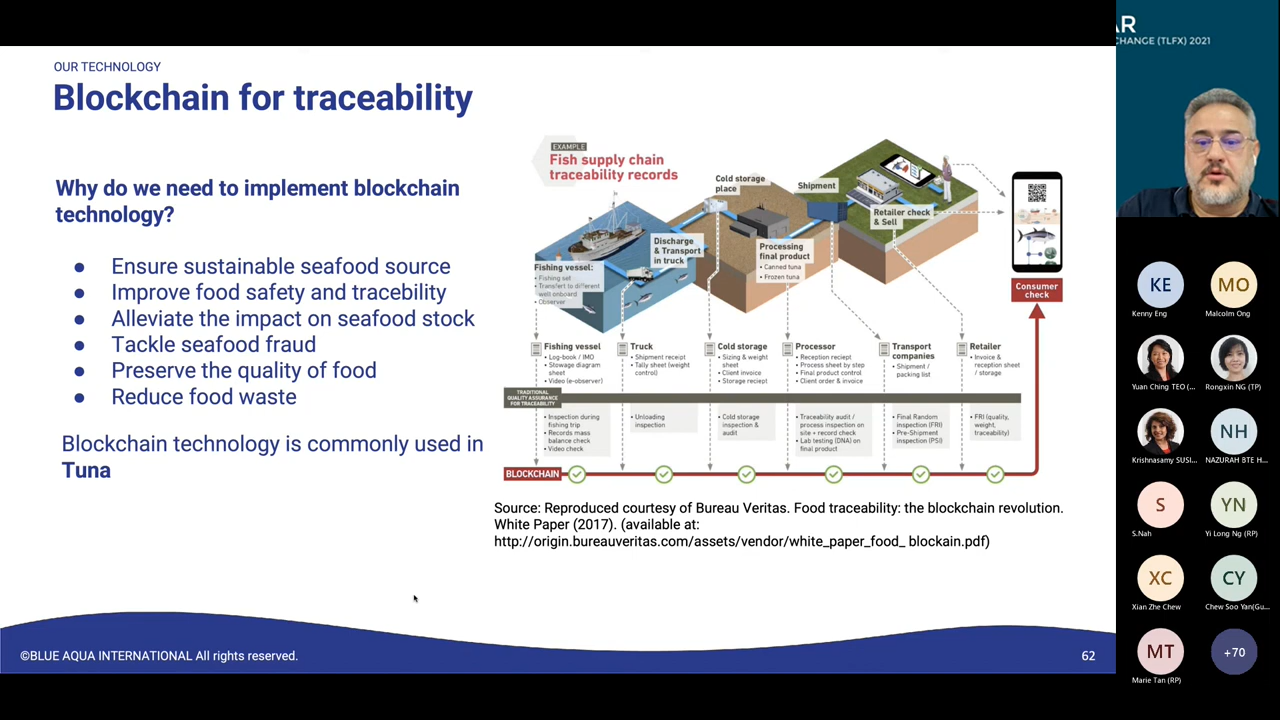 OUR TECHNOLOGY
Blockchain for traceability
Why do we need to implement blockchain
technology?
● Ensure sustainable seafood source
● Improve food safety and tracebility
● Alleviate the impact on seafood stock
● Tackle seafood fraud
● Preserve the quality of food
● Reduce food waste
Blockchain technology is commonly used in
Tuna
EXAMPLE
Fish supply chain
traceability records
Cold storage
place
Shipment
Retailer check
& Sell
Discharge
& Transport
in truck
Processing
final product
• Canned tuna
• Frozen tuna
Fishing vessel:
• Fishing set
• Transfert to different
well onboard
• Observer
Consumer
check
Fishing vessel
• Log-book / IMO
• Stowage diagram
sheet
• Video (e-observer)
Truck
• Shipment receipt
• Tally sheet (weight
control)
Cold storage
• Sizing & weight
sheet
• Client invoice
• Storage reciept
Processor
• Reception reciept
• Process sheet by step
• Final product control
• Client order & invoice
Transport
companies
• Shipment /
packing list
Retailer
• Invoice &
reception sheet
/ storage
TRADITIONAL
QUALITY ASSURANCE
FOR TRACEABILITY
• Inspection during
fishing trip
• Records mass
balance check
• Video check
• Unloading
inspection
• Cold storage
inspection &
audit
• Traceability audit /
process inspection on
site + record check
• Lab testing (DNA) on
final product
• Final Random
inspection (FRI)
• Pre-Shipment
inspection (PSI)
• FRI (quality,
weight,
traceability)
BLOCKCHAIN
Source: Reproduced courtesy of Bureau Veritas. Food traceability: the blockchain revolution.
White Paper (2017). (available at:
http://origin.bureauveritas.com/assets/vendor/white_paper_food_ blockain.pdf)
©BLUE AQUA INTERNATIONAL All rights reserved.
62
AR
CHANGE (TLFX) 2021
KE
Kenny Eng
MO
Malcolm Ong
Yuan Ching TEO (...
Rongxin NG (TP)
Krishnasamy SUSI...
NH
NAZURAH BTE H...
S
S.Nah
YN
Yi Long Ng (RP)
XC
Xian Zhe Chew
CY
Chew Soo Yan(Gu...
MT
Marie Tan (RP)
+70